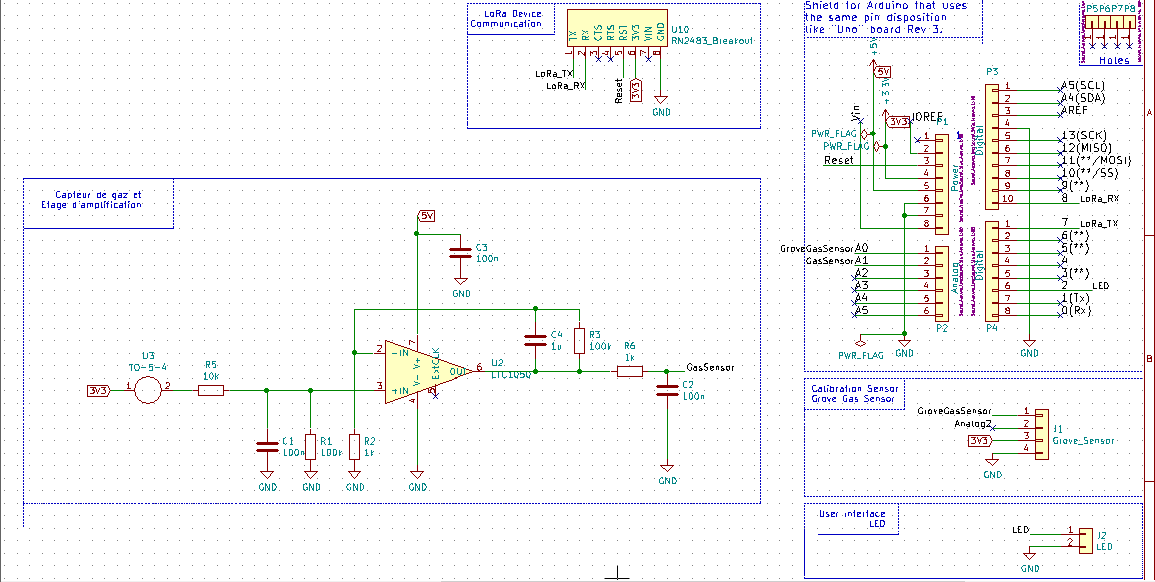 LoRa Device
Communication
TX
RX
CTS
RTS
RST
3V3
VIN
GND
1
2
3
4
5
6
7
8
U10
RN2483_Breakout
LoRa_TX
LoRa_RX
Reset
3V3
GND
Shield for Arduino that uses
the same pin disposition
like "Uno" board Rev 3.
P5P6P7P8
1
1
1
1
Holes
+5V
5V
+3.3V
3V3
Vin
IOREF
P1
PWR_FLAG
PWR_FLAG
Reset
1
2
3
4
5
6
7
8
Power
P3
Digital
1
2
3
4
5
6
7
8
9
10
A5(SCL)
A4(SDA)
AREF
13(SCK)
12(MISO)
11(**/MOSI)
10(**/SS)
9(**)
8
LoRa_RX
GroveGasSensor
A0
GasSensor
A1
A2
A3
A4
A5
1
2
3
4
5
6
Analog
P2
Digital
1
2
3
4
5
6
7
8
P4
7
LoRa_TX
6(**)
5(**)
4
3(**)
2
LED
1(Tx)
0(Rx)
PWR_FLAG
GND
GND
A
B
Capteur de gaz et
Etage d'amplification
5V
C3
100n
GND
U3
TO-5-4
3V3
1
2
R5
10k
C1
100n
GND
R1
100k
GND
R2
1k
GND
2
3
-IN
+IN
V+
V-
ExtCLK
OUT
7
4
5
6
U2
LTC1050
GND
C4
1u
R3
100k
R6
1k
GasSensor
C2
100n
GND
Calibration Sensor
Grove Gas Sensor
GroveGasSensor
Analog2
3V3
GND
1
2
3
4
J1
Grove_Sensor
User interface
LED
LED
GND
1
2
J2
LED